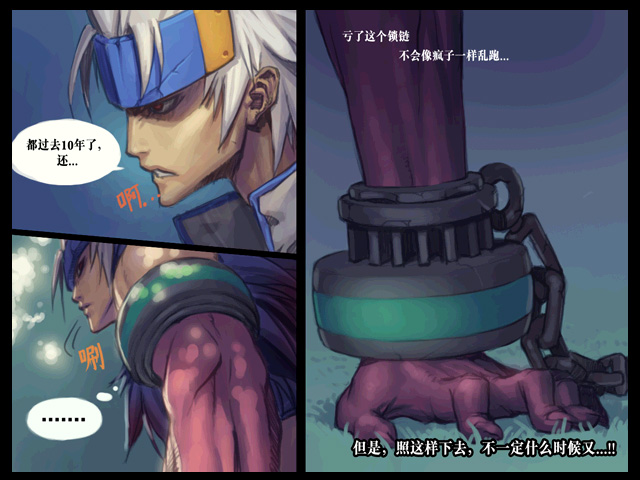 都过去10年了，
还...
啊...
唰
.......
亏了这个锁链
不会像疯子一样乱跑...
但是，照这样下去，不一定什么时候又...!!